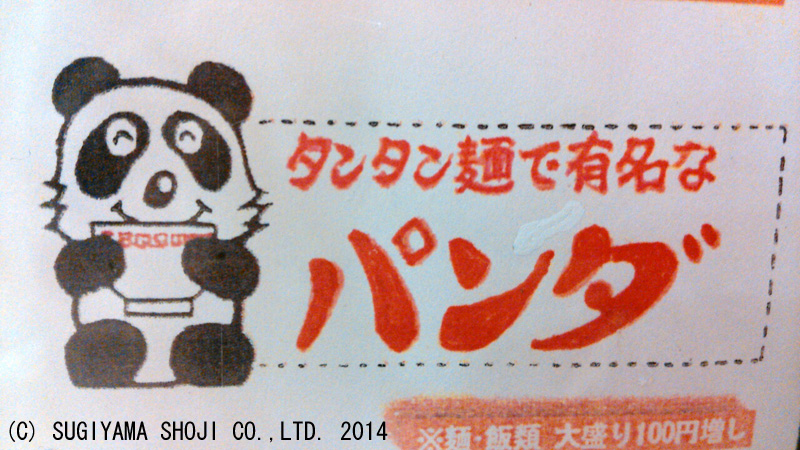 タンタン麺で有名な
パンダ
※麺・飯類 大盛り100円増し
(C) SUGIYAMA SHOJI CO.,LTD. 2014